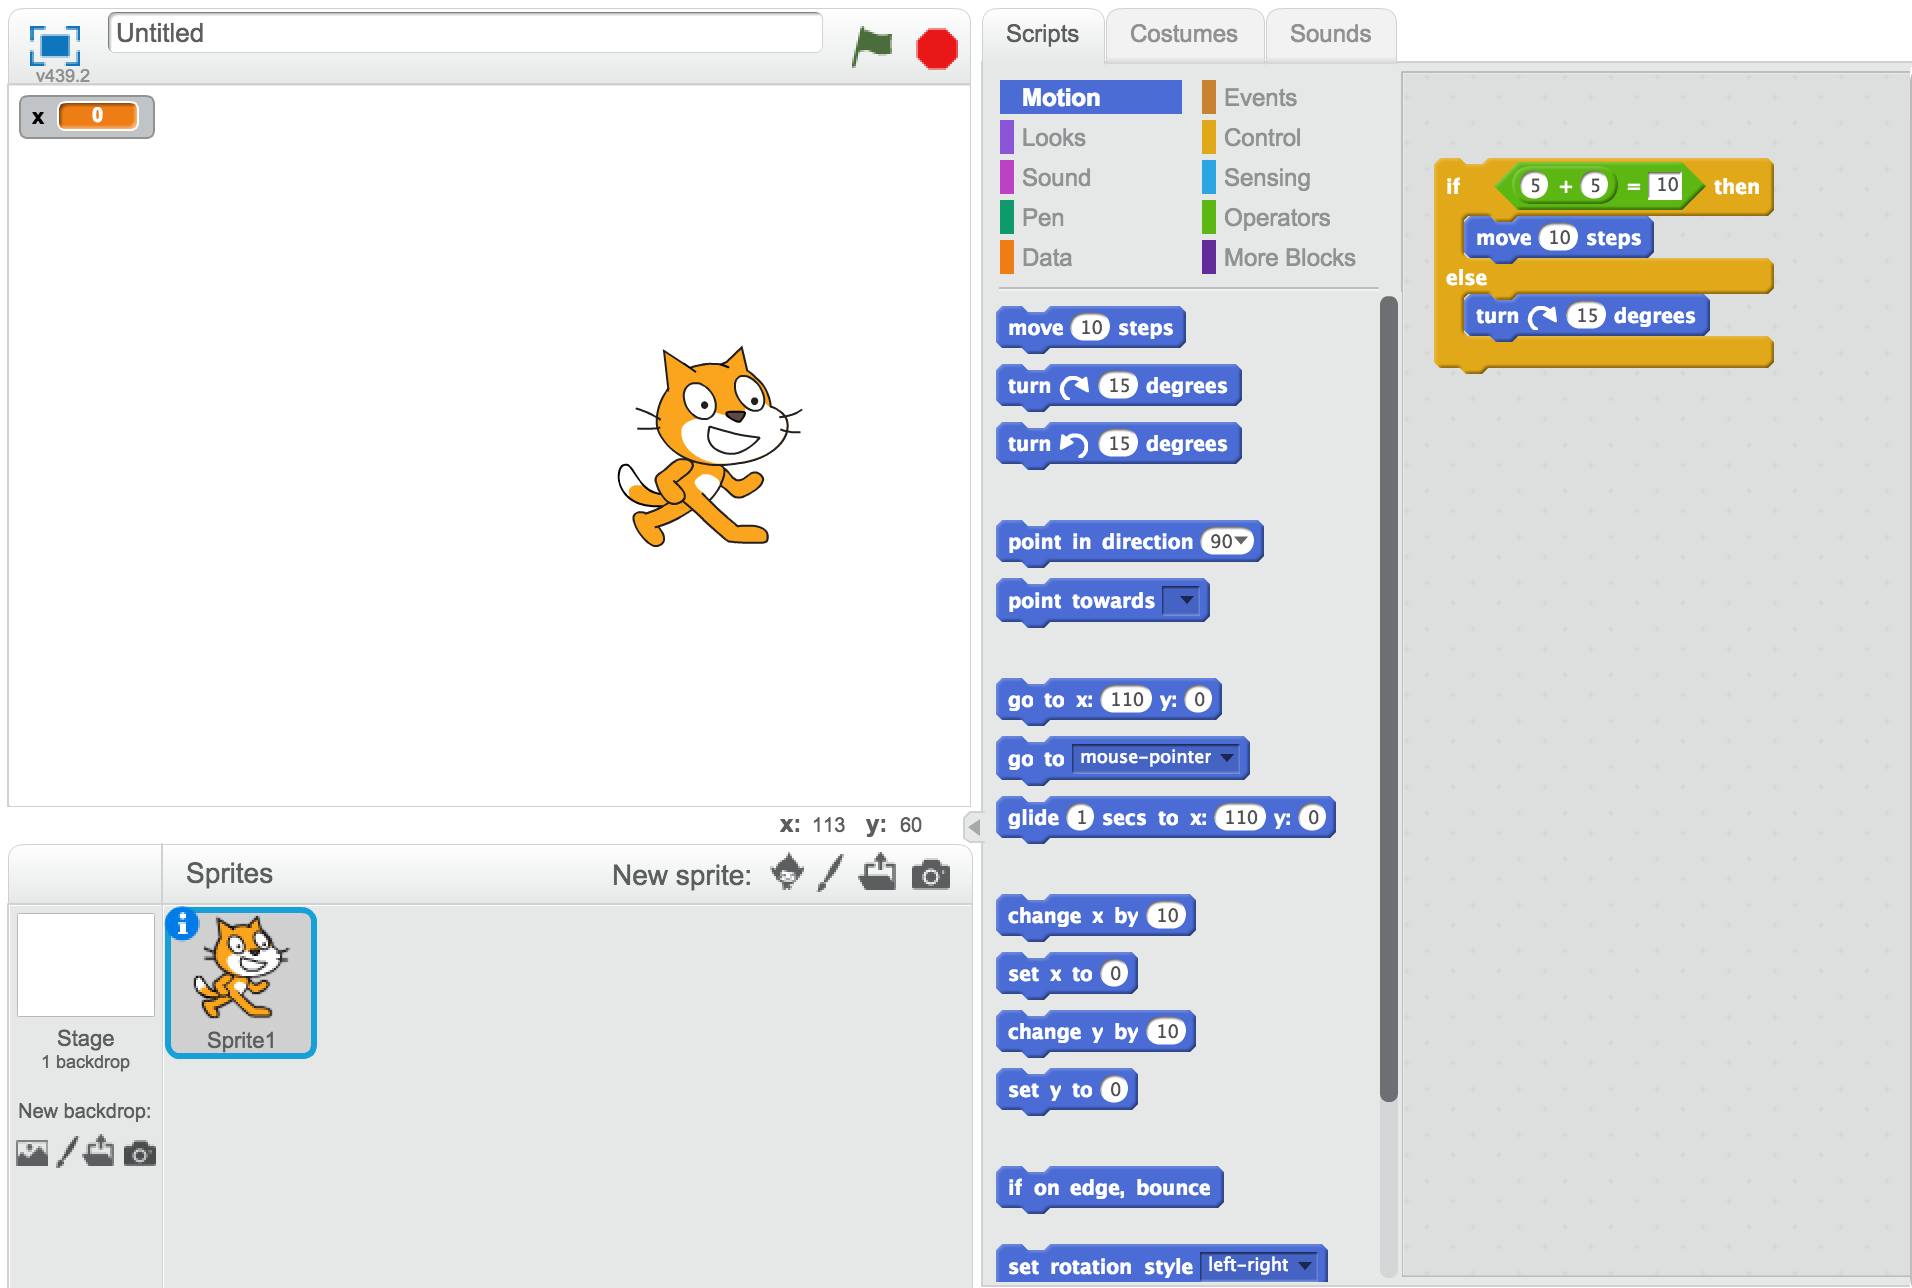 Untitled
v439.2
x 0
x: 113 y: 60
Sprites
New sprite:
Stage
1 backdrop
New backdrop:
i
Sprite1
Scripts
Costumes
Sounds
Motion
Looks
Sound
Pen
Data
Events
Control
Sensing
Operators
More Blocks
move 10 steps
turn 15 degrees
turn 15 degrees
point in direction 90
point towards
go to x: 110 y: 0
go to mouse-pointer
glide 1 secs to x: 110 y: 0
change x by 10
set x to 0
change y by 10
set y to 0
if on edge, bounce
set rotation style left-right
if 5 + 5 = 10 then
move 10 steps
else
turn 15 degrees